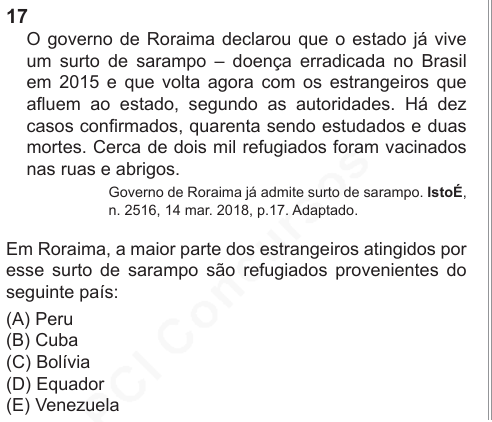 17
O governo de Roraima declarou que o estado já vive
um surto de sarampo – doença erradicada no Brasil
em 2015 e que volta agora com os estrangeiros que
afluem ao estado, segundo as autoridades. Há dez
casos confirmados, quarenta sendo estudados e duas
mortes. Cerca de dois mil refugiados foram vacinados
nas ruas e abrigos.
Governo de Roraima já admite surto de sarampo. IstoÉ,
n. 2516, 14 mar. 2018, p.17. Adaptado.
Em Roraima, a maior parte dos estrangeiros atingidos por
esse surto de sarampo são refugiados provenientes do
seguinte país:
(A) Peru
(B) Cuba
(C) Bolívia
(D) Equador
(E) Venezuela